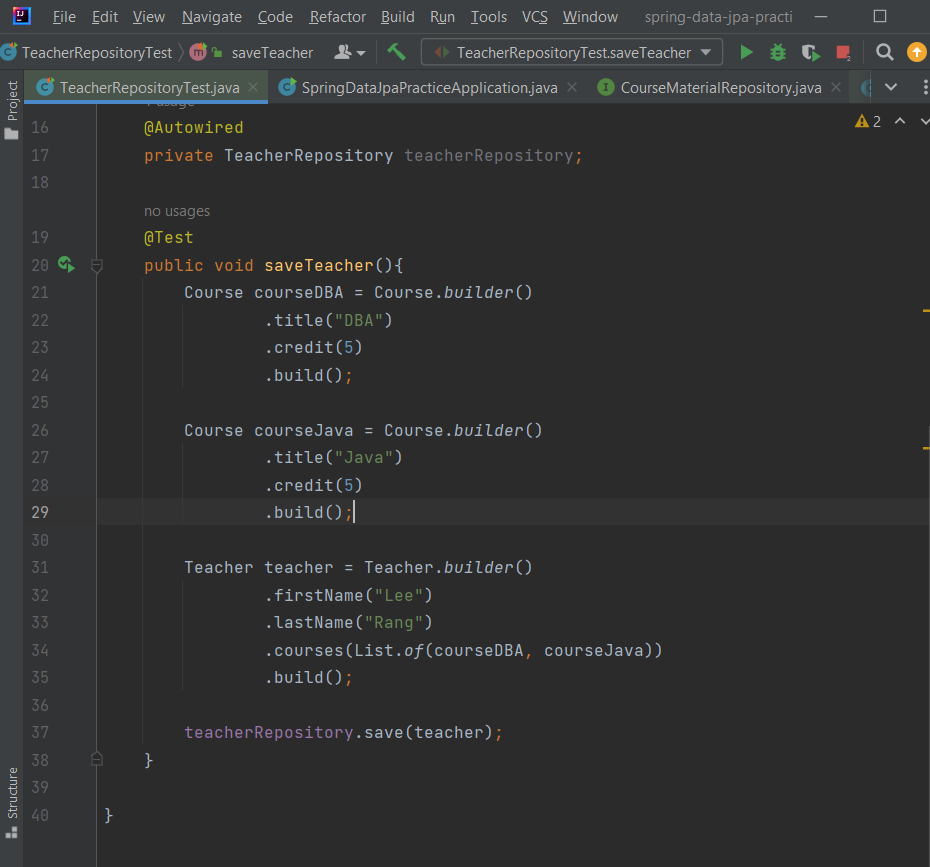 File Edit View Navigate Code Refactor Build Run Tools VCS Window spring-data-jpa-practi
TeacherRepositoryTest saveTeacher TeacherRepositoryTest.saveTeacher
TeacherRepositoryTest.java SpringDataJpaPracticeApplication.java CourseMaterialRepository.java
Project
2
16 @Autowired
17 private TeacherRepository teacherRepository;
18
no usages
19 @Test
20 public void saveTeacher(){
21 Course courseDBA = Course.builder()
22 .title("DBA")
23 .credit(5)
24 .build();
25
26 Course courseJava = Course.builder()
27 .title("Java")
28 .credit(5)
29 .build();
30
31 Teacher teacher = Teacher.builder()
32 .firstName("Lee")
33 .lastName("Rang")
34 .courses(List.of(courseDBA, courseJava))
35 .build();
36
37 teacherRepository.save(teacher);
38 }
39
40 }
Structure